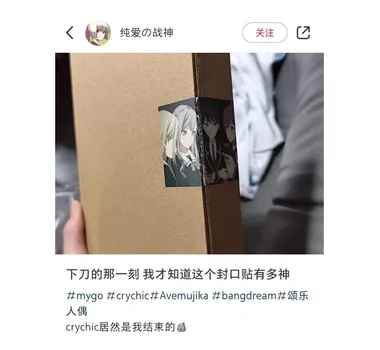 纯爱の战神
关注
下刀的那一刻 我才知道这个封口贴有多神
#mygo #crychic#Avemujika #bangdream#颂乐
人偶
crychic居然是我结束的